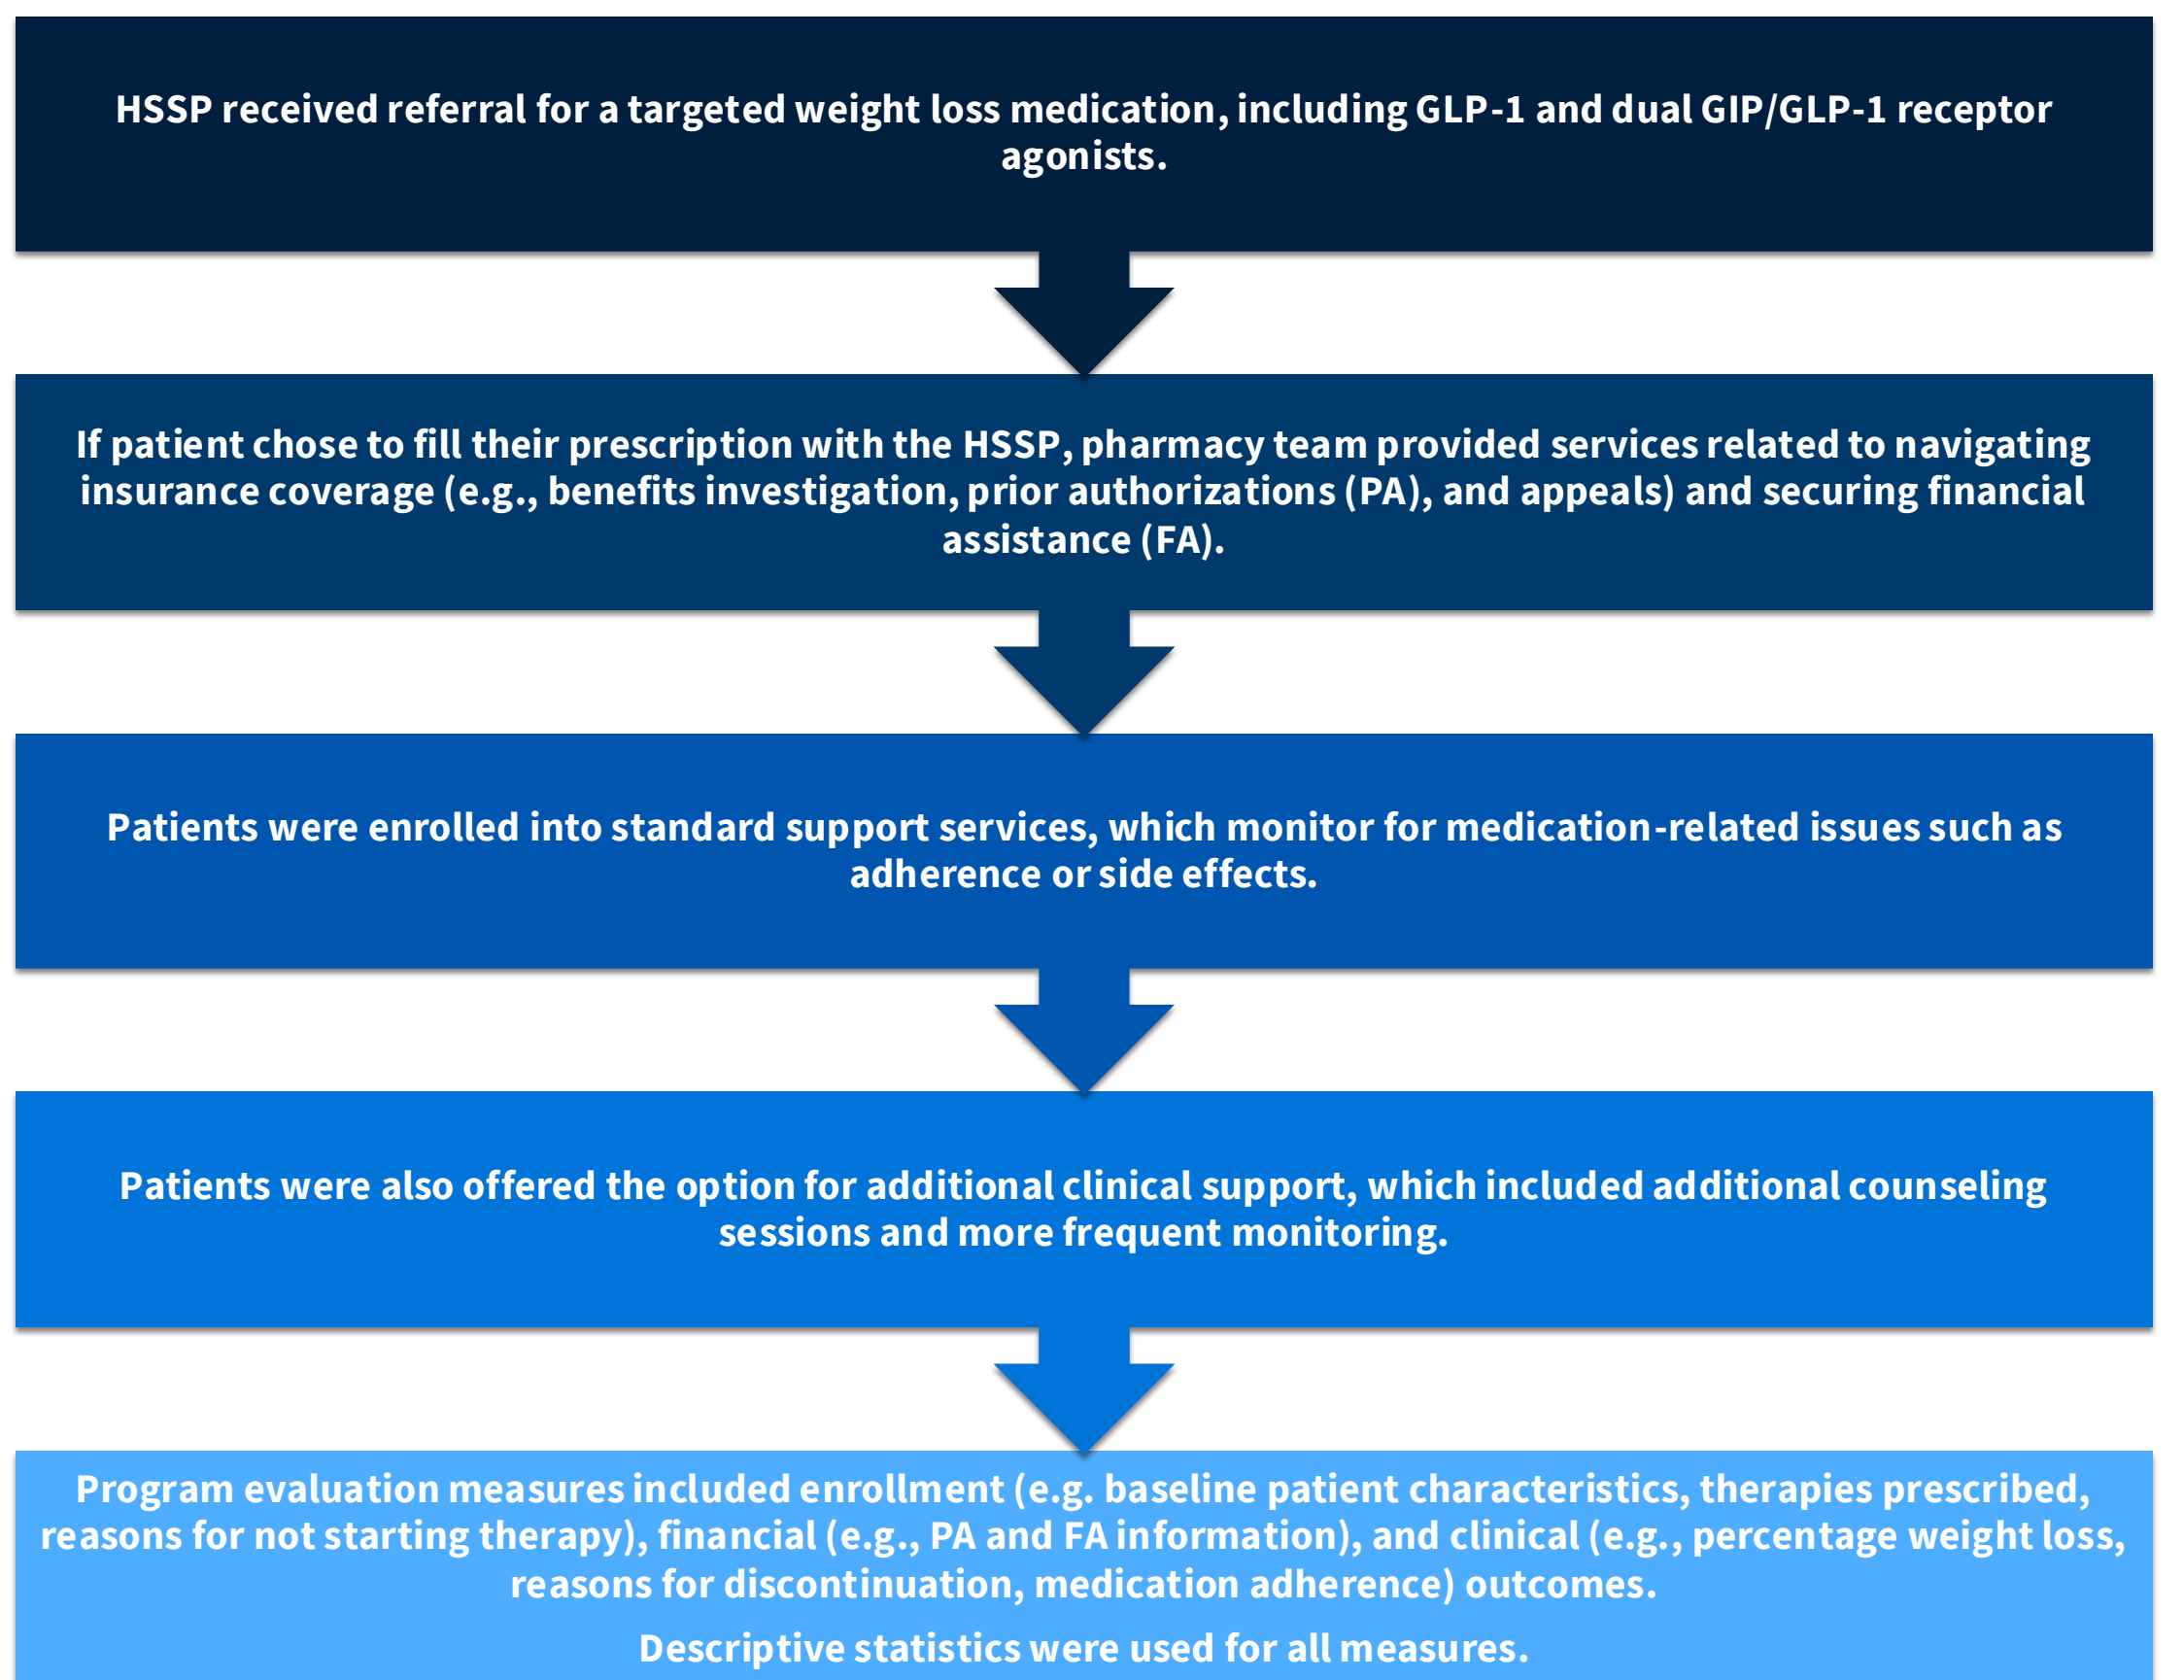 HSSP received referral for a targeted weight loss medication, including GLP-1 and dual GIP/GLP-1 receptor
agonists.
If patient chose to fill their prescription with the HSSP, pharmacy team provided services related to navigating
insurance coverage (e.g., benefits investigation, prior authorizations (PA), and appeals) and securing financial
assistance (FA).
Patients were enrolled into standard support services, which monitor for medication-related issues such as
adherence or side effects.
Patients were also offered the option for additional clinical support, which included additional counseling
sessions and more frequent monitoring.
Program evaluation measures included enrollment (e.g. baseline patient characteristics, therapies prescribed,
reasons for not starting therapy), financial (e.g., PA and FA information), and clinical (e.g., percentage weight loss,
reasons for discontinuation, medication adherence) outcomes.
Descriptive statistics were used for all measures.